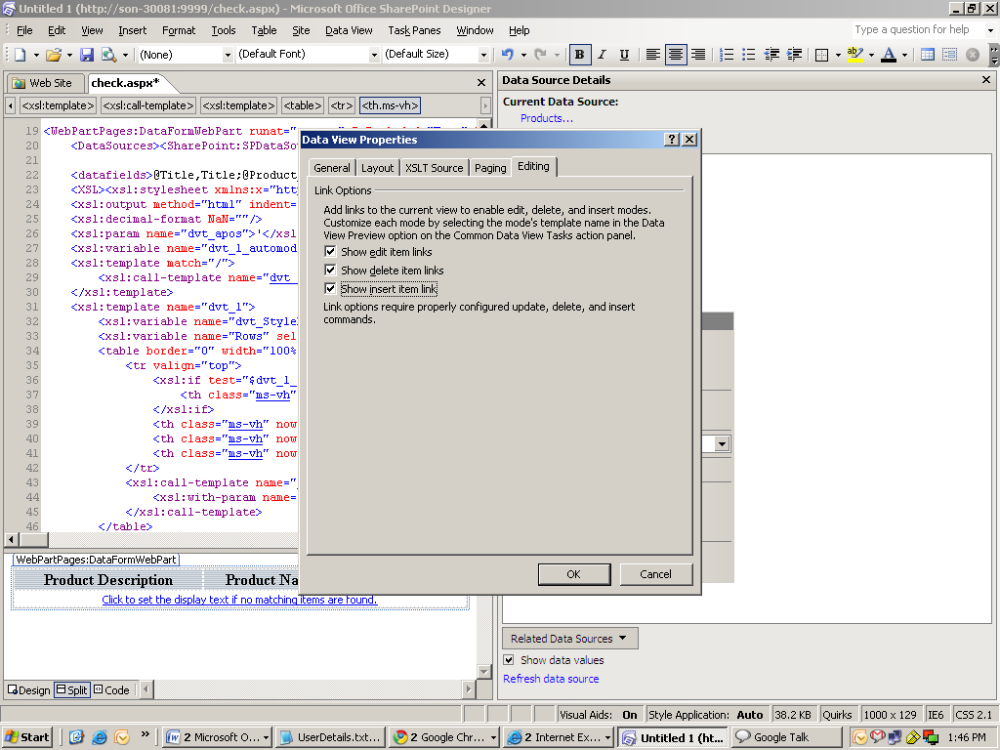 Untitled 1 (http://son-30081:9999/check.aspx) - Microsoft Office SharePoint Designer
File Edit View Insert Format Tools Table Site Data View Task Panes Window Help
Type a question for help
(None) (Default Font) (Default Size) B I U A
Web Site check.aspx*
<xsl:template> <xsl:call-template> <xsl:template> <table> <tr> <th.ms-vh>
19 <WebPartPages:DataFormWebPart runat="
20 <DataSources><SharePoint:SPDataSo
21
22 <datafields>@Title,Title;@Product_
23 <XSL><xsl:stylesheet xmlns:x="htt
24 <xsl:output method="html" indent=
25 <xsl:decimal-format NaN=""/>
26 <xsl:param name="dvt_apos">'</xsl
27 <xsl:variable name="dvt_1_automod
28 <xsl:template match="/">
29 <xsl:call-template name="dvt_
30 </xsl:template>
31 <xsl:template name="dvt_1">
32 <xsl:variable name="dvt_StyleN
33 <xsl:variable name="Rows" sel
34 <table border="0" width="100%
35 <tr valign="top">
36 <xsl:if test="$dvt_1_
37 <th class="ms-vh"
38 </xsl:if>
39 <th class="ms-vh" now
40 <th class="ms-vh" now
41 <th class="ms-vh" now
42 </tr>
43 <xsl:call-template name="
44 <xsl:with-param name=
45 </xsl:call-template>
46 </table>
WebPartPages:DataFormWebPart
Product Description Product Na
Click to set the display text if no matching items are found.
Design Split Code
Data View Properties
General Layout XSLT Source Paging Editing
Link Options
Add links to the current view to enable edit, delete, and insert modes.
Customize each mode by selecting the mode's template name in the Data
View Preview option on the Common Data View Tasks action panel.
Show edit item links
Show delete item links
Show insert item link
Link options require properly configured update, delete, and insert
commands.
OK Cancel
Data Source Details
Current Data Source:
Products...
Related Data Sources
Show data values
Refresh data source
Visual Aids: On Style Application: Auto 38.2 KB Quirks 1000 x 129 IE6 CSS 2.1
Start » 2 Microsoft O... UserDetails.txt... 2 Google Chr... 2 Internet Ex... Untitled 1 (ht... Google Talk 1:46 PM